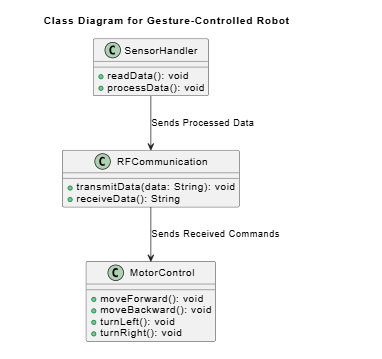 Class Diagram for Gesture-Controlled Robot
C SensorHandler
readData(): void
processData(): void
Sends Processed Data
C RFCommunication
transmitData(data: String): void
receiveData(): String
Sends Received Commands
C MotorControl
moveForward(): void
moveBackward(): void
turnLeft(): void
turnRight(): void